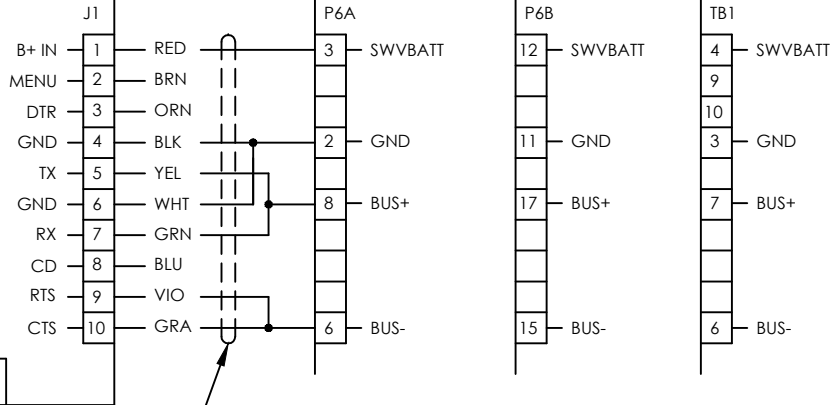 J1 P6A P6B TB1
B+ IN 1 RED 3 SWVBATT 12 SWVBATT 4 SWVBATT
MENU 2 BRN 9
DTR 3 ORN 10
GND 4 BLK 2 GND 11 GND 3 GND
TX 5 YEL
GND 6 WHT 8 BUS+ 17 BUS+ 7 BUS+
RX 7 GRN
CD 8 BLU
RTS 9 VIO
CTS 10 GRA 6 BUS- 15 BUS- 6 BUS-